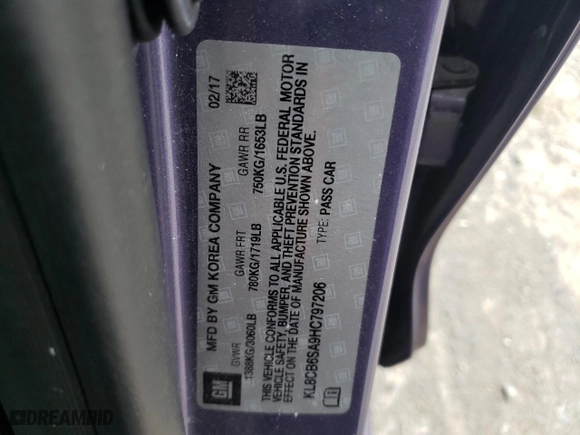 MFD BY GM KOREA COMPANY 02/17
GVWR GAWR FRT GAWR RR
1388KG/3060LB 780KG/1719LB 750KG/1653LB
THIS VEHICLE CONFORMS TO ALL APPLICABLE U.S. FEDERAL MOTOR
VEHICLE SAFETY, BUMPER, AND THEFT PREVENTION STANDARDS IN
EFFECT ON THE DATE OF MANUFACTURE SHOWN ABOVE.
TYPE: PASS CAR
KL8CB6SA9HC797206
GM
DREAMBID